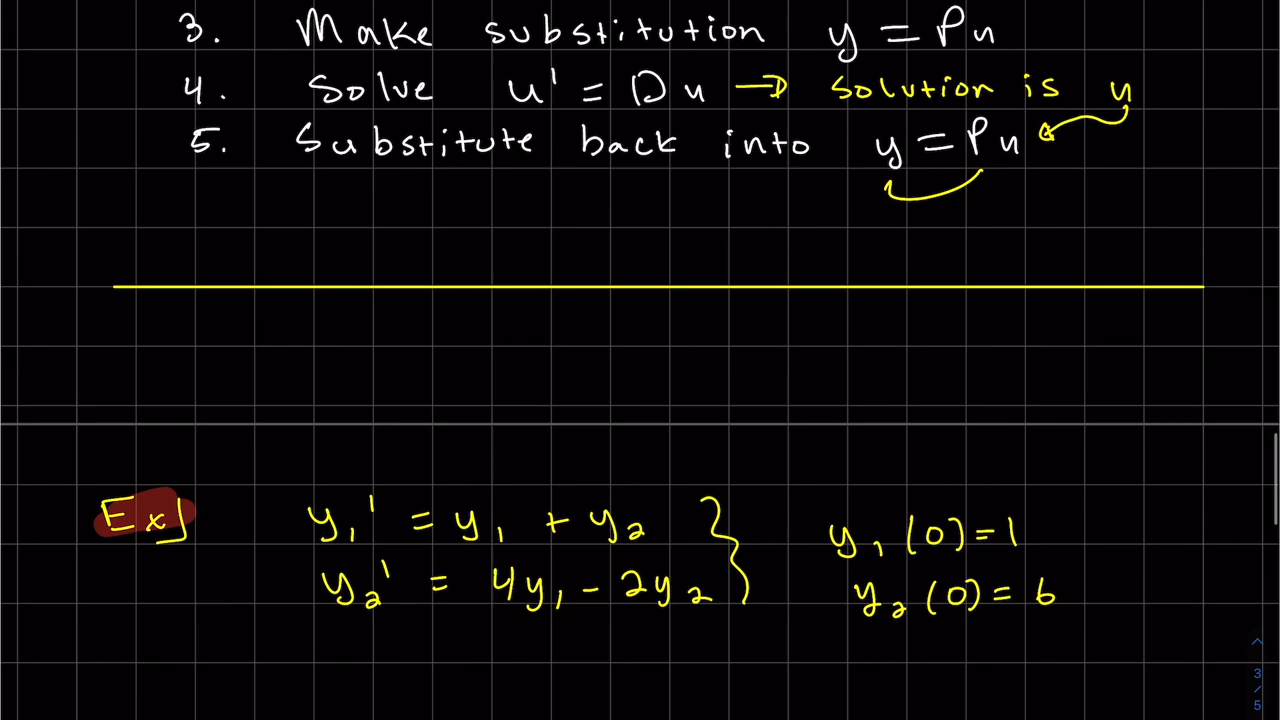 3. Make substitution y = Pu
4. Solve u' = Du → solution is u
5. Substitute back into y = Pu
Ex] y₁' = y₁ + y₂ } y₁(0)=1
y₂' = 4y₁ - 2y₂ y₂(0)=6
3
/
5